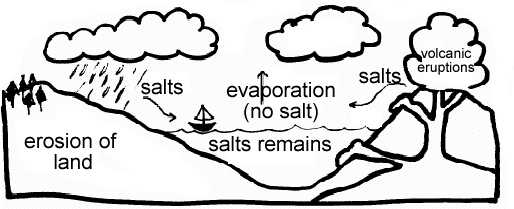 volcanic
eruptions
salts
salts
evaporation
(no salt)
erosion of
land
salts remains